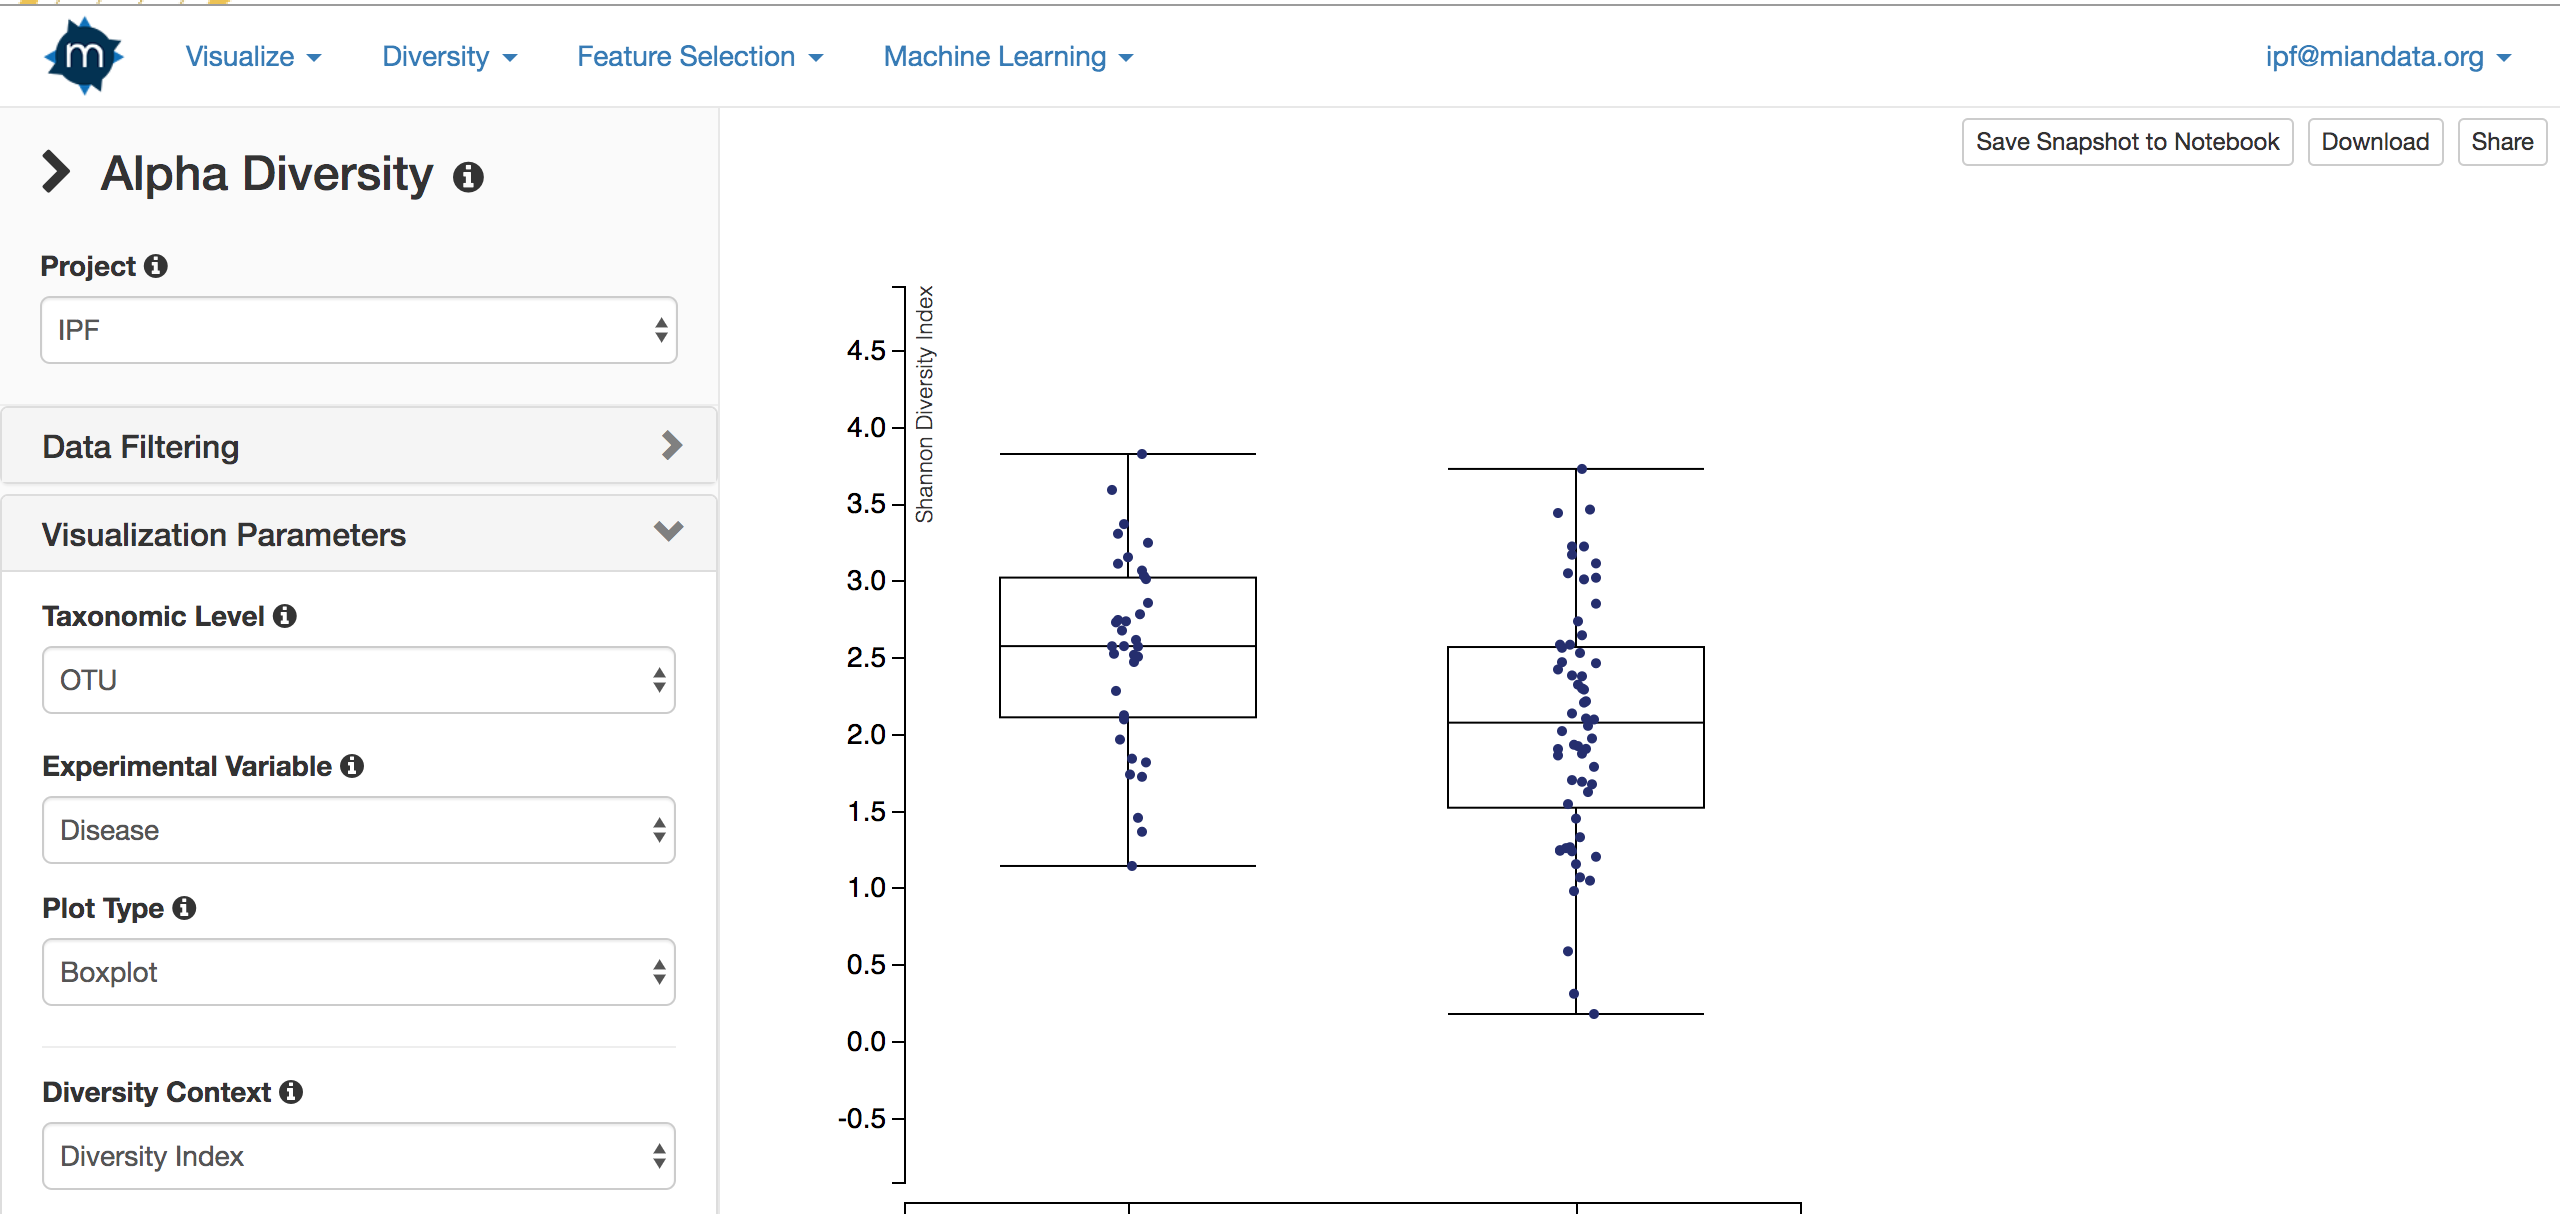 m
Visualize
Diversity
Feature Selection
Machine Learning
ipf@miandata.org
Save Snapshot to Notebook
Download
Share
Alpha Diversity
Project
IPF
Data Filtering
Visualization Parameters
Taxonomic Level
OTU
Experimental Variable
Disease
Plot Type
Boxplot
Diversity Context
Diversity Index
Shannon Diversity Index
4.5
4.0
3.5
3.0
2.5
2.0
1.5
1.0
0.5
0.0
-0.5